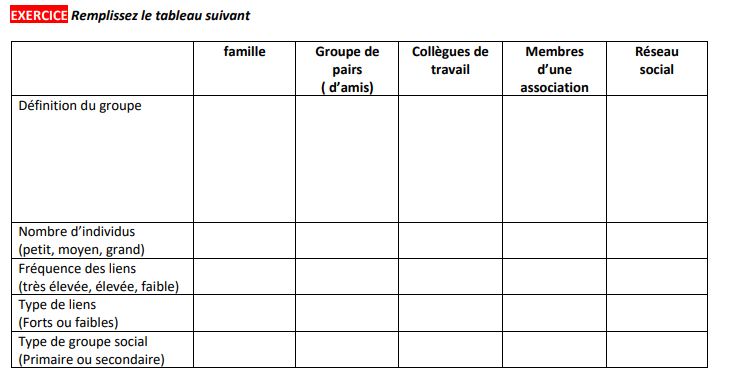 EXERCICE Remplissez le tableau suivant
famille
Groupe de
pairs
( d’amis)
Collègues de
travail
Membres
d’une
association
Réseau
social
Définition du groupe
Nombre d’individus
(petit, moyen, grand)
Fréquence des liens
(très élevée, élevée, faible)
Type de liens
(Forts ou faibles)
Type de groupe social
(Primaire ou secondaire)